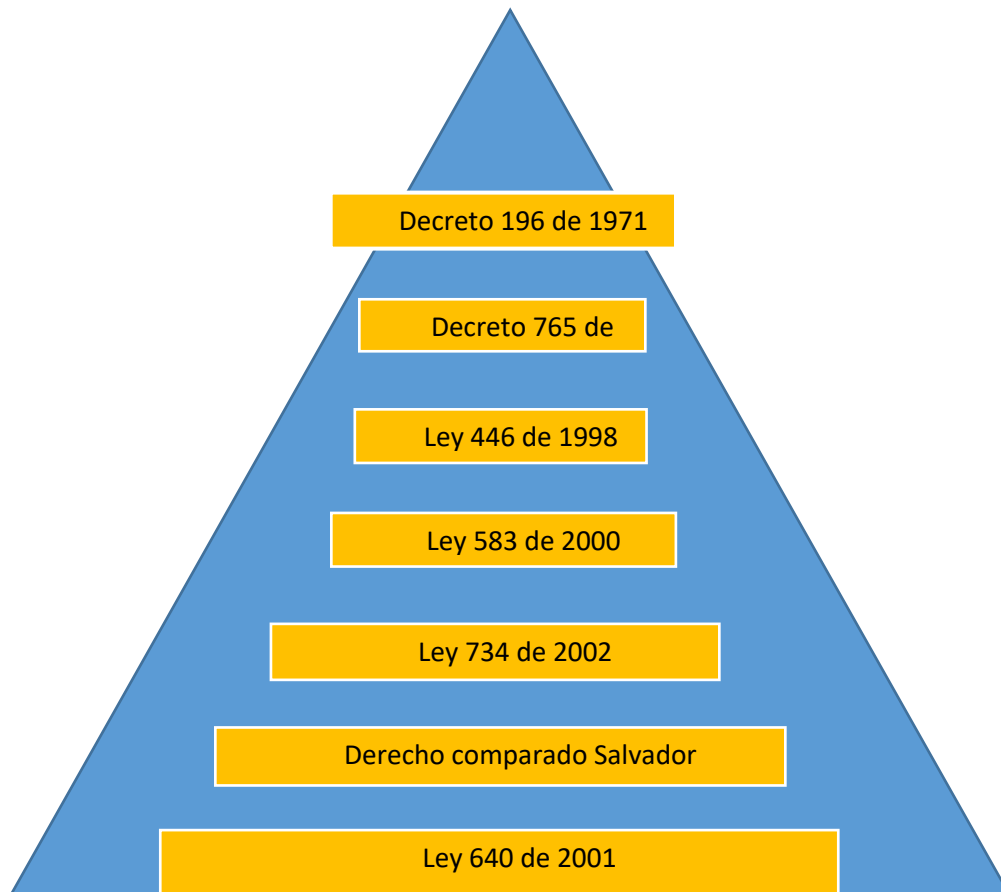 Decreto 196 de 1971
Decreto 765 de
Ley 446 de 1998
Ley 583 de 2000
Ley 734 de 2002
Derecho comparado Salvador
Ley 640 de 2001